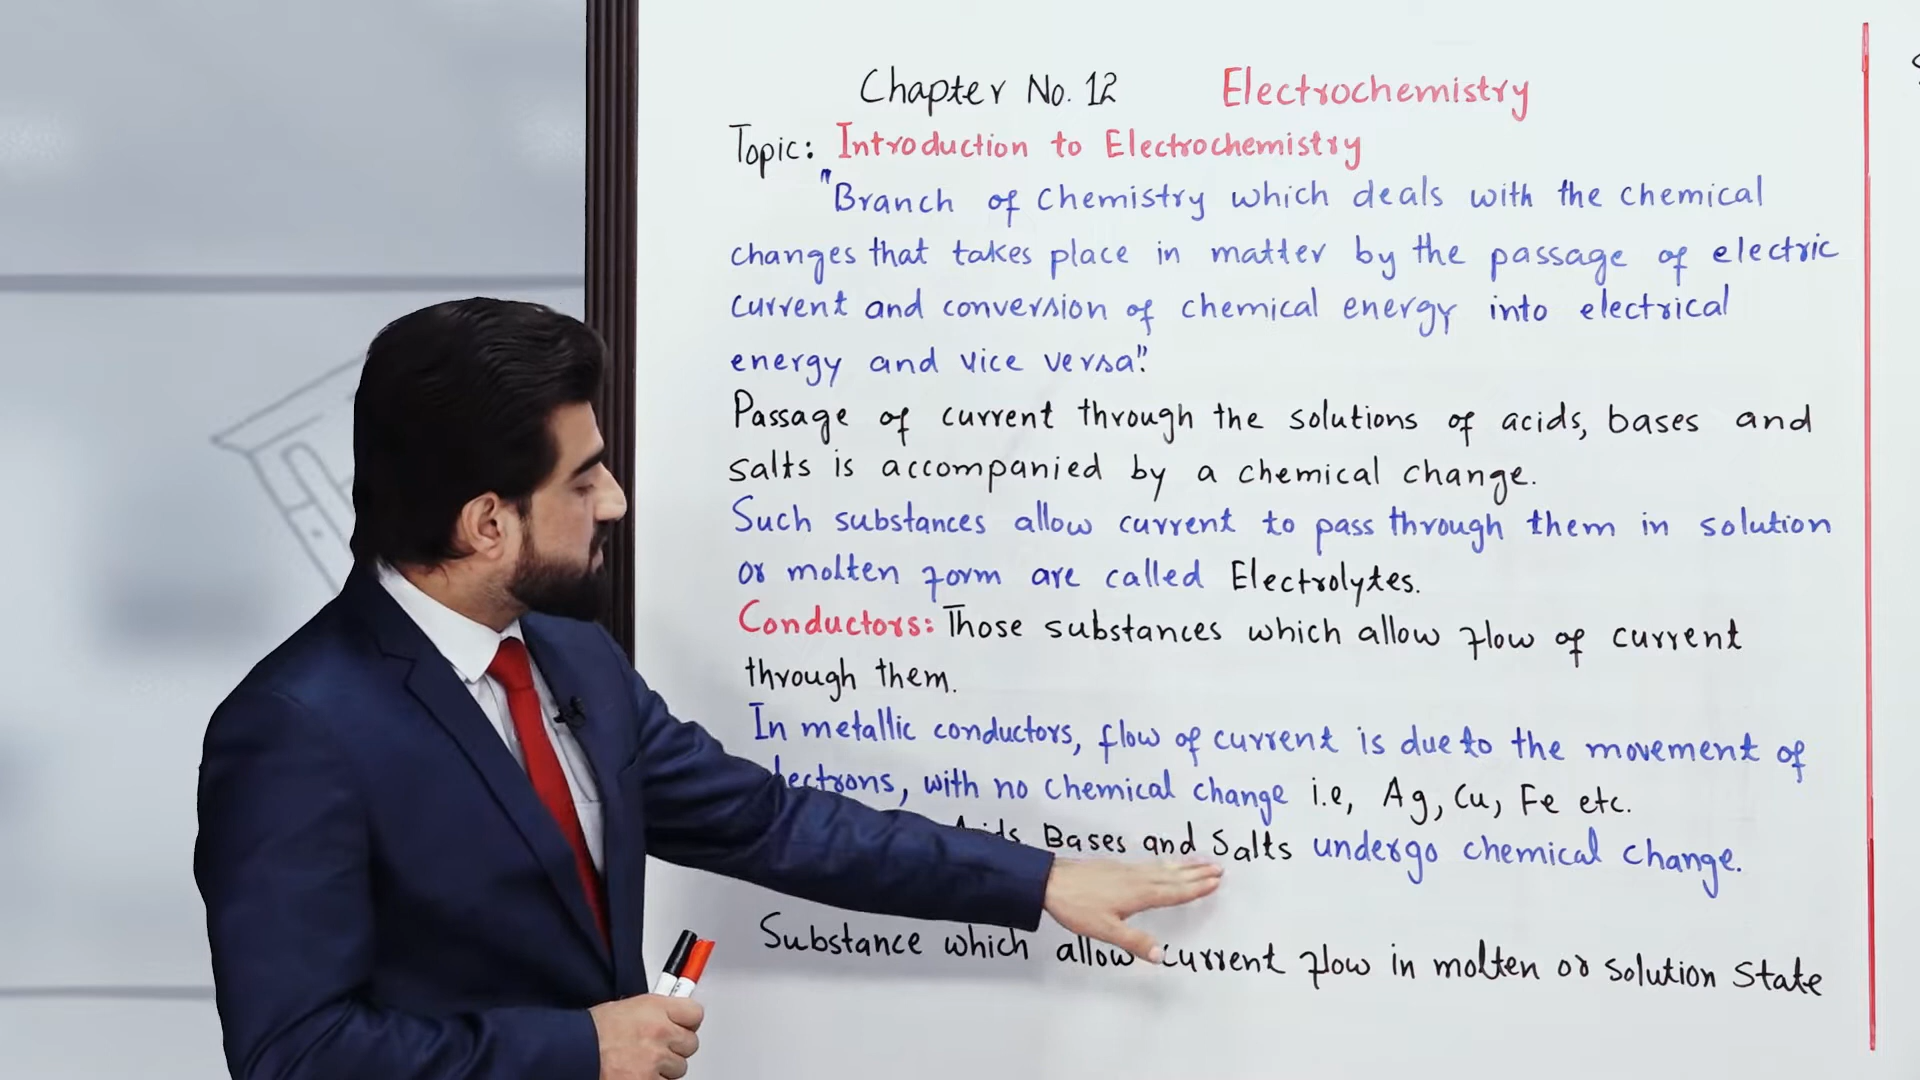 Chapter No. 12 Electrochemistry
Topic: Introduction to Electrochemistry
"Branch of Chemistry which deals with the chemical
changes that takes place in matter by the passage of electric
current and conversion of chemical energy into electrical
energy and vice versa."
Passage of current through the solutions of acids, bases and
salts is accompanied by a chemical change.
Such substances allow current to pass through them in solution
or molten form are called Electrolytes.
Conductors: Those substances which allow flow of current
through them.
In metallic conductors, flow of current is due to the movement of
lectrons, with no chemical change i.e, Ag, Cu, Fe etc.
Bases and Salts undergo chemical change.
Substance which allow current flow in molten or solution State